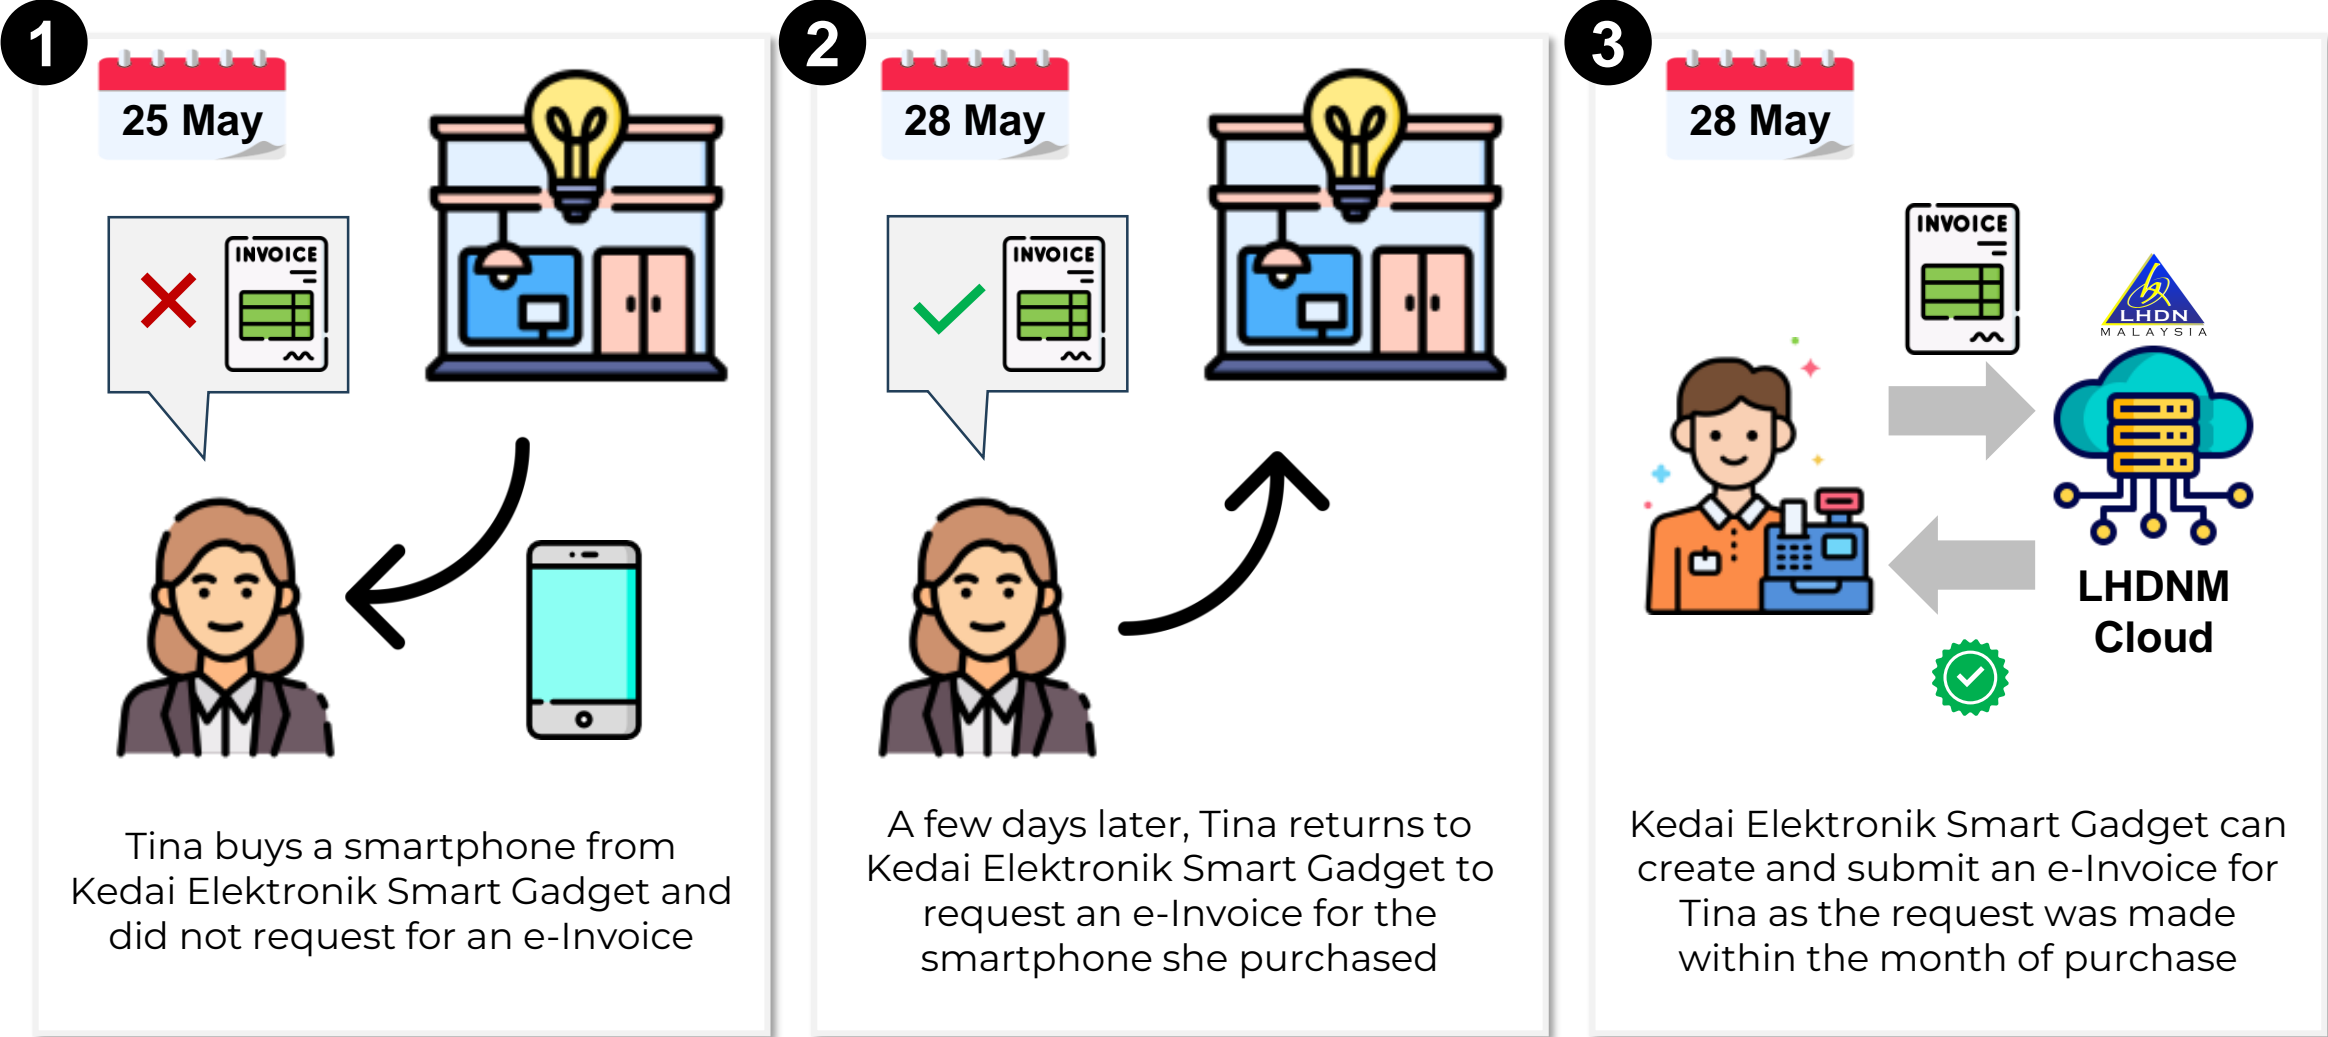 1
25 May
INVOICE
Tina buys a smartphone from
Kedai Elektronik Smart Gadget and
did not request for an e-Invoice
2
28 May
INVOICE
A few days later, Tina returns to
Kedai Elektronik Smart Gadget to
request an e-Invoice for the
smartphone she purchased
3
28 May
INVOICE
LHDN
MALAYSIA
LHDNM
Cloud
Kedai Elektronik Smart Gadget can
create and submit an e-Invoice for
Tina as the request was made
within the month of purchase